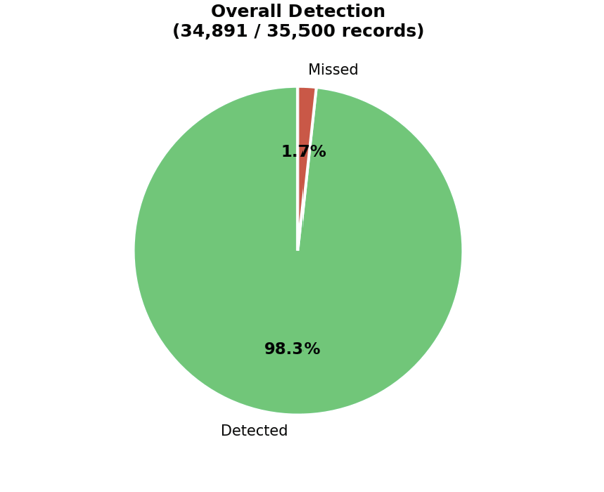 Overall Detection
(34,891 / 35,500 records)
Missed
1.7%
98.3%
Detected